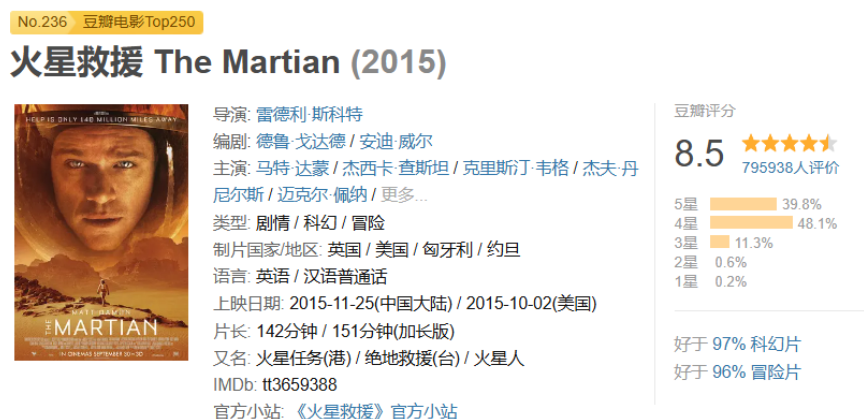 No.236 豆瓣电影Top250
火星救援 The Martian (2015)
HELP IS ONLY 140 MILLION MILES AWAY
MATT DAMON
THE MARTIAN
IN CINEMAS SEPTEMBER 30
导演: 雷德利·斯科特
编剧: 德鲁·戈达德 / 安迪·威尔
主演: 马特·达蒙 / 杰西卡·查斯坦 / 克里斯汀·韦格 / 杰夫·丹
尼尔斯 / 迈克尔·佩纳 / 更多...
类型: 剧情 / 科幻 / 冒险
制片国家/地区: 英国 / 美国 / 匈牙利 / 约旦
语言: 英语 / 汉语普通话
上映日期: 2015-11-25(中国大陆) / 2015-10-02(美国)
片长: 142分钟 / 151分钟(加长版)
又名: 火星任务(港) / 绝地救援(台) / 火星人
IMDb: tt3659388
官方小站: 《火星救援》官方小站
豆瓣评分
8.5
795938人评价
5星 39.8%
4星 48.1%
3星 11.3%
2星 0.6%
1星 0.2%
好于 97% 科幻片
好于 96% 冒险片